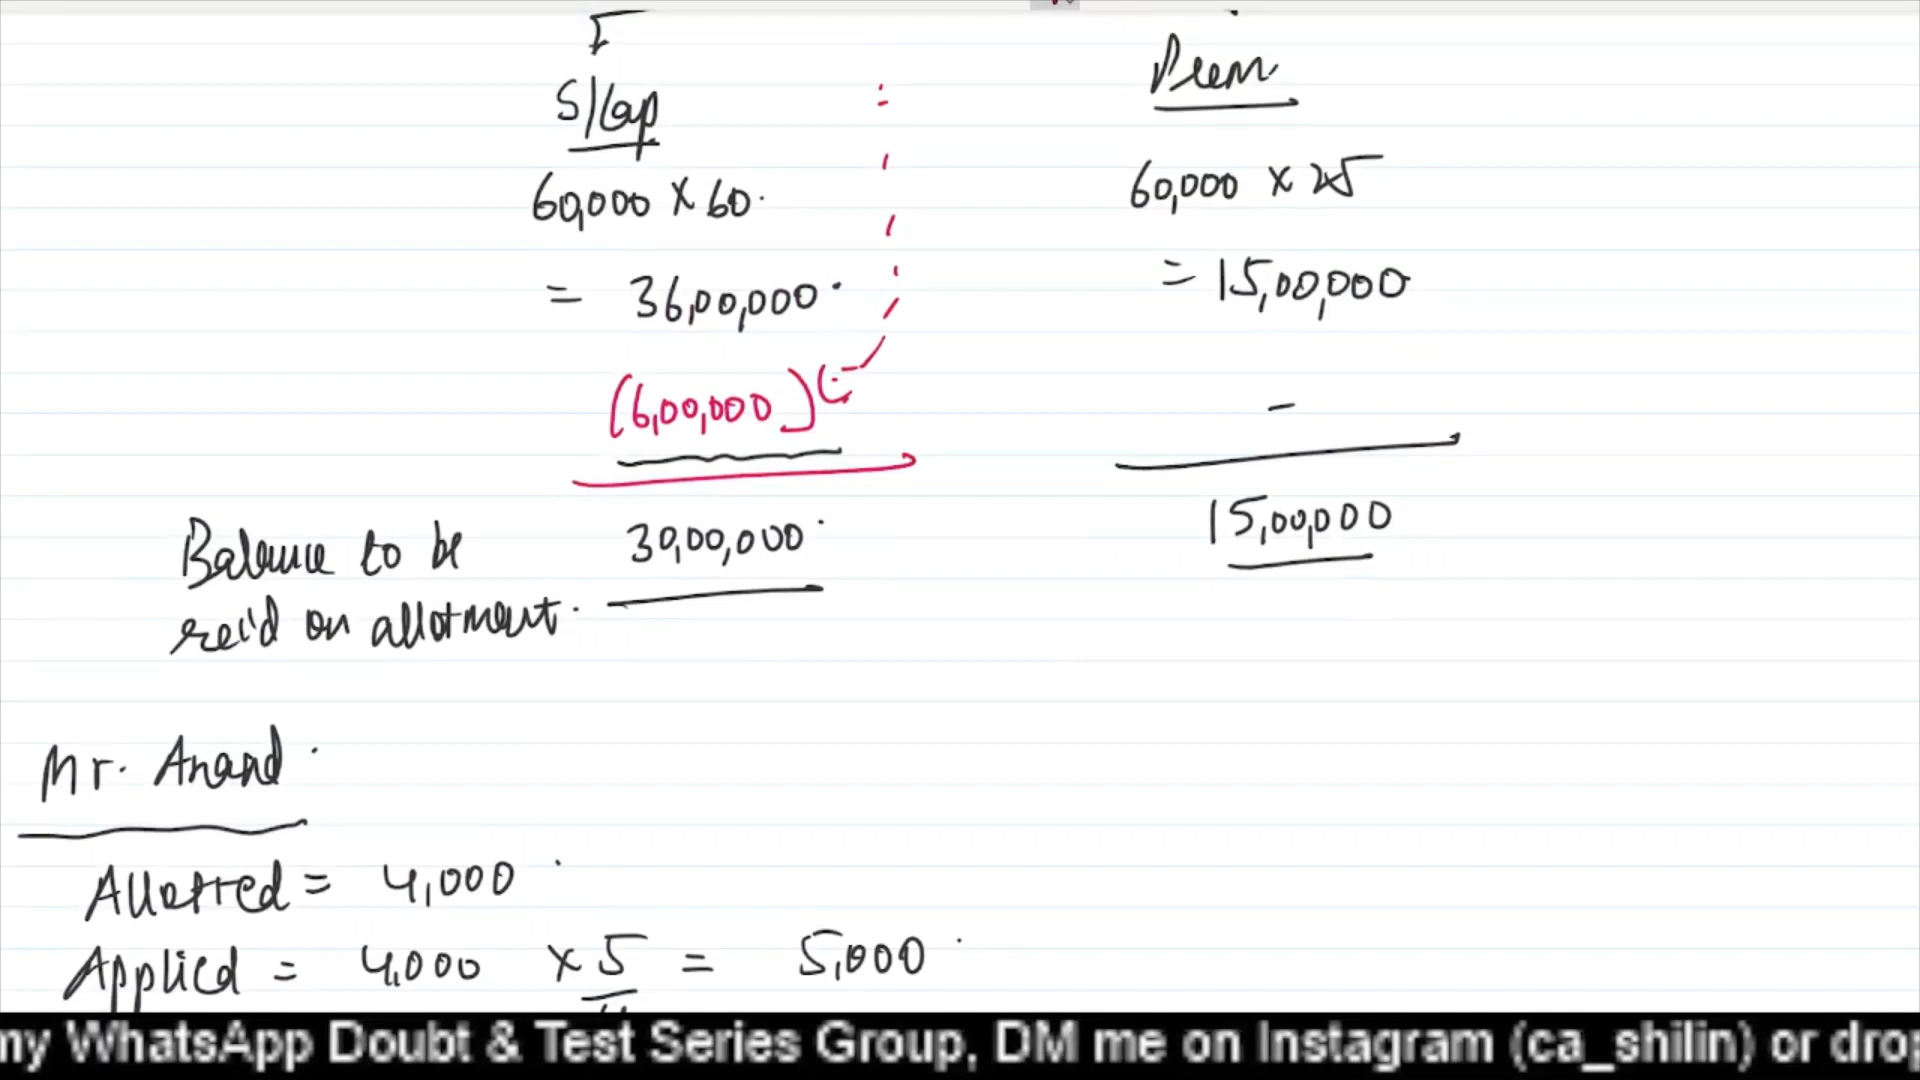 S/Cap
Prem
60,000 X 60.
60,000 X 25
= 36,00,000
= 15,00,000
(6,00,000)
-
Balance to be
rec'd on allotment.
30,00,000
15,00,000
Mr. Anand
Allotted = 4,000
Applied = 4,000 X 5 = 5,000
my WhatsApp Doubt & Test Series Group, DM me on Instagram (ca_shilin) or drop